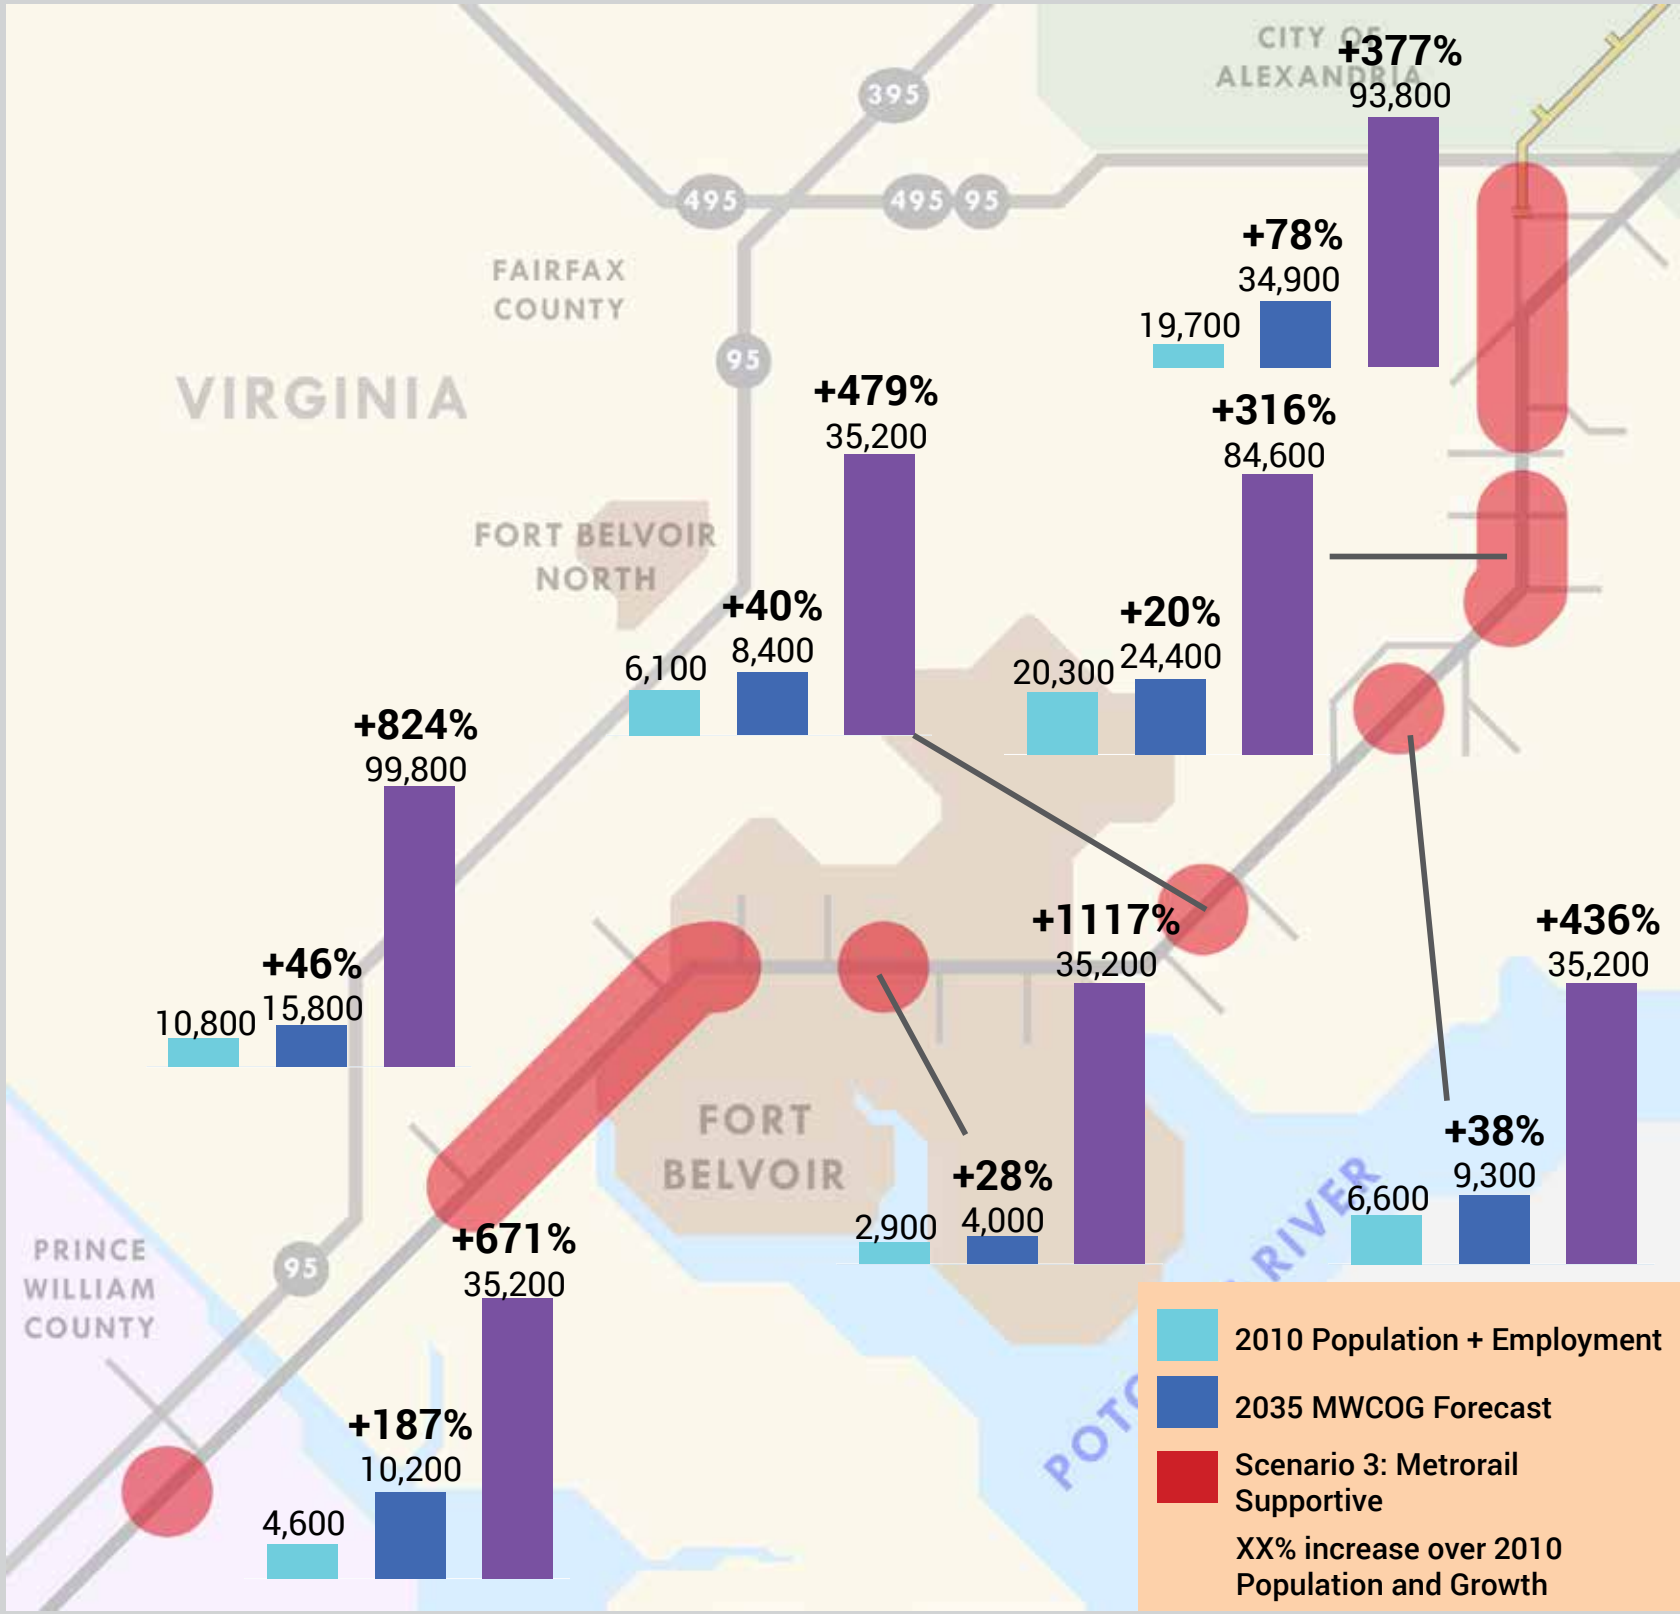 CITY OF
ALEXANDRIA
+377%
93,800
395
495
495
95
+78%
34,900
19,700
FAIRFAX
COUNTY
95
VIRGINIA
+479%
35,200
+316%
84,600
FORT BELVOIR
NORTH
+40%
8,400
6,100
+20%
24,400
20,300
+824%
99,800
+46%
15,800
10,800
+1117%
35,200
+436%
35,200
FORT
BELVOIR
+28%
4,000
2,900
+38%
9,300
6,600
PRINCE
WILLIAM
COUNTY
95
+671%
35,200
+187%
10,200
4,600
RIVER
2010 Population + Employment
2035 MWCOG Forecast
Scenario 3: Metrorail
Supportive
XX% increase over 2010
Population and Growth